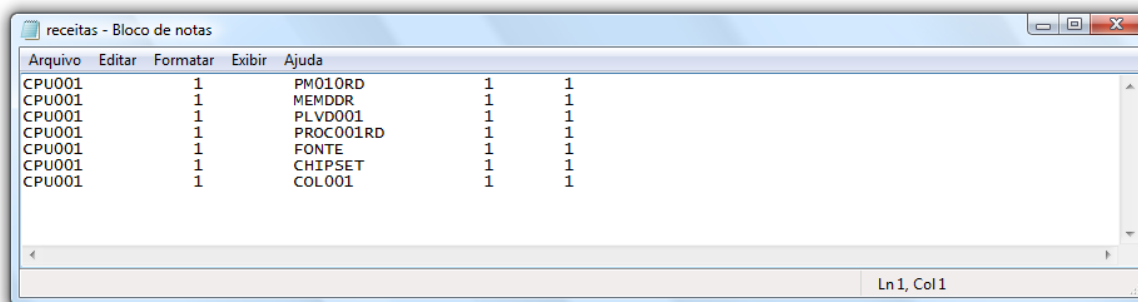 receitas - Bloco de notas
Arquivo Editar Formatar Exibir Ajuda
CPU001 1 PM010RD 1 1
CPU001 1 MEMDDR 1 1
CPU001 1 PLVD001 1 1
CPU001 1 PROC001RD 1 1
CPU001 1 FONTE 1 1
CPU001 1 CHIPSET 1 1
CPU001 1 COL001 1 1
Ln 1, Col 1